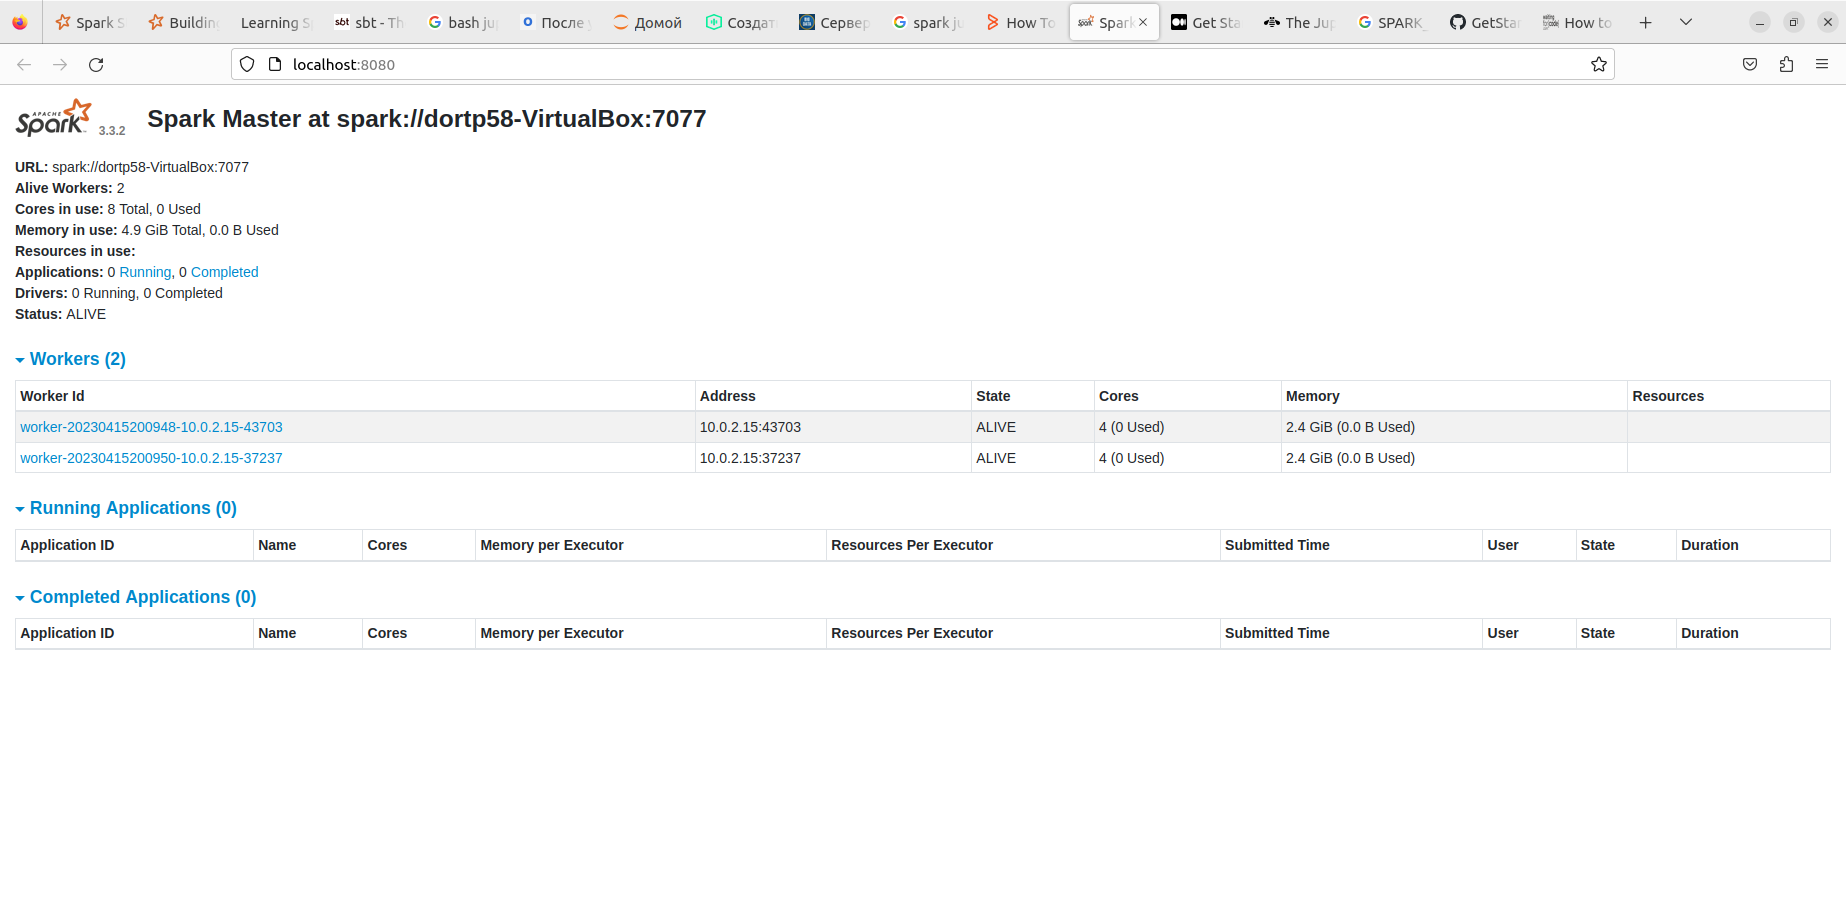 Spark S Building Learning Sp sbt sbt - Th bash ju После у Домой Создат Сервер spark ju How To Spark Get Sta The Jup SPARK_ GetStar How to
localhost:8080
APACHE Spark 3.3.2 Spark Master at spark://dortp58-VirtualBox:7077
URL: spark://dortp58-VirtualBox:7077
Alive Workers: 2
Cores in use: 8 Total, 0 Used
Memory in use: 4.9 GiB Total, 0.0 B Used
Resources in use:
Applications: 0 Running, 0 Completed
Drivers: 0 Running, 0 Completed
Status: ALIVE
Workers (2)
Worker Id Address State Cores Memory Resources
worker-20230415200948-10.0.2.15-43703 10.0.2.15:43703 ALIVE 4 (0 Used) 2.4 GiB (0.0 B Used)
worker-20230415200950-10.0.2.15-37237 10.0.2.15:37237 ALIVE 4 (0 Used) 2.4 GiB (0.0 B Used)
Running Applications (0)
Application ID Name Cores Memory per Executor Resources Per Executor Submitted Time User State Duration
Completed Applications (0)
Application ID Name Cores Memory per Executor Resources Per Executor Submitted Time User State Duration